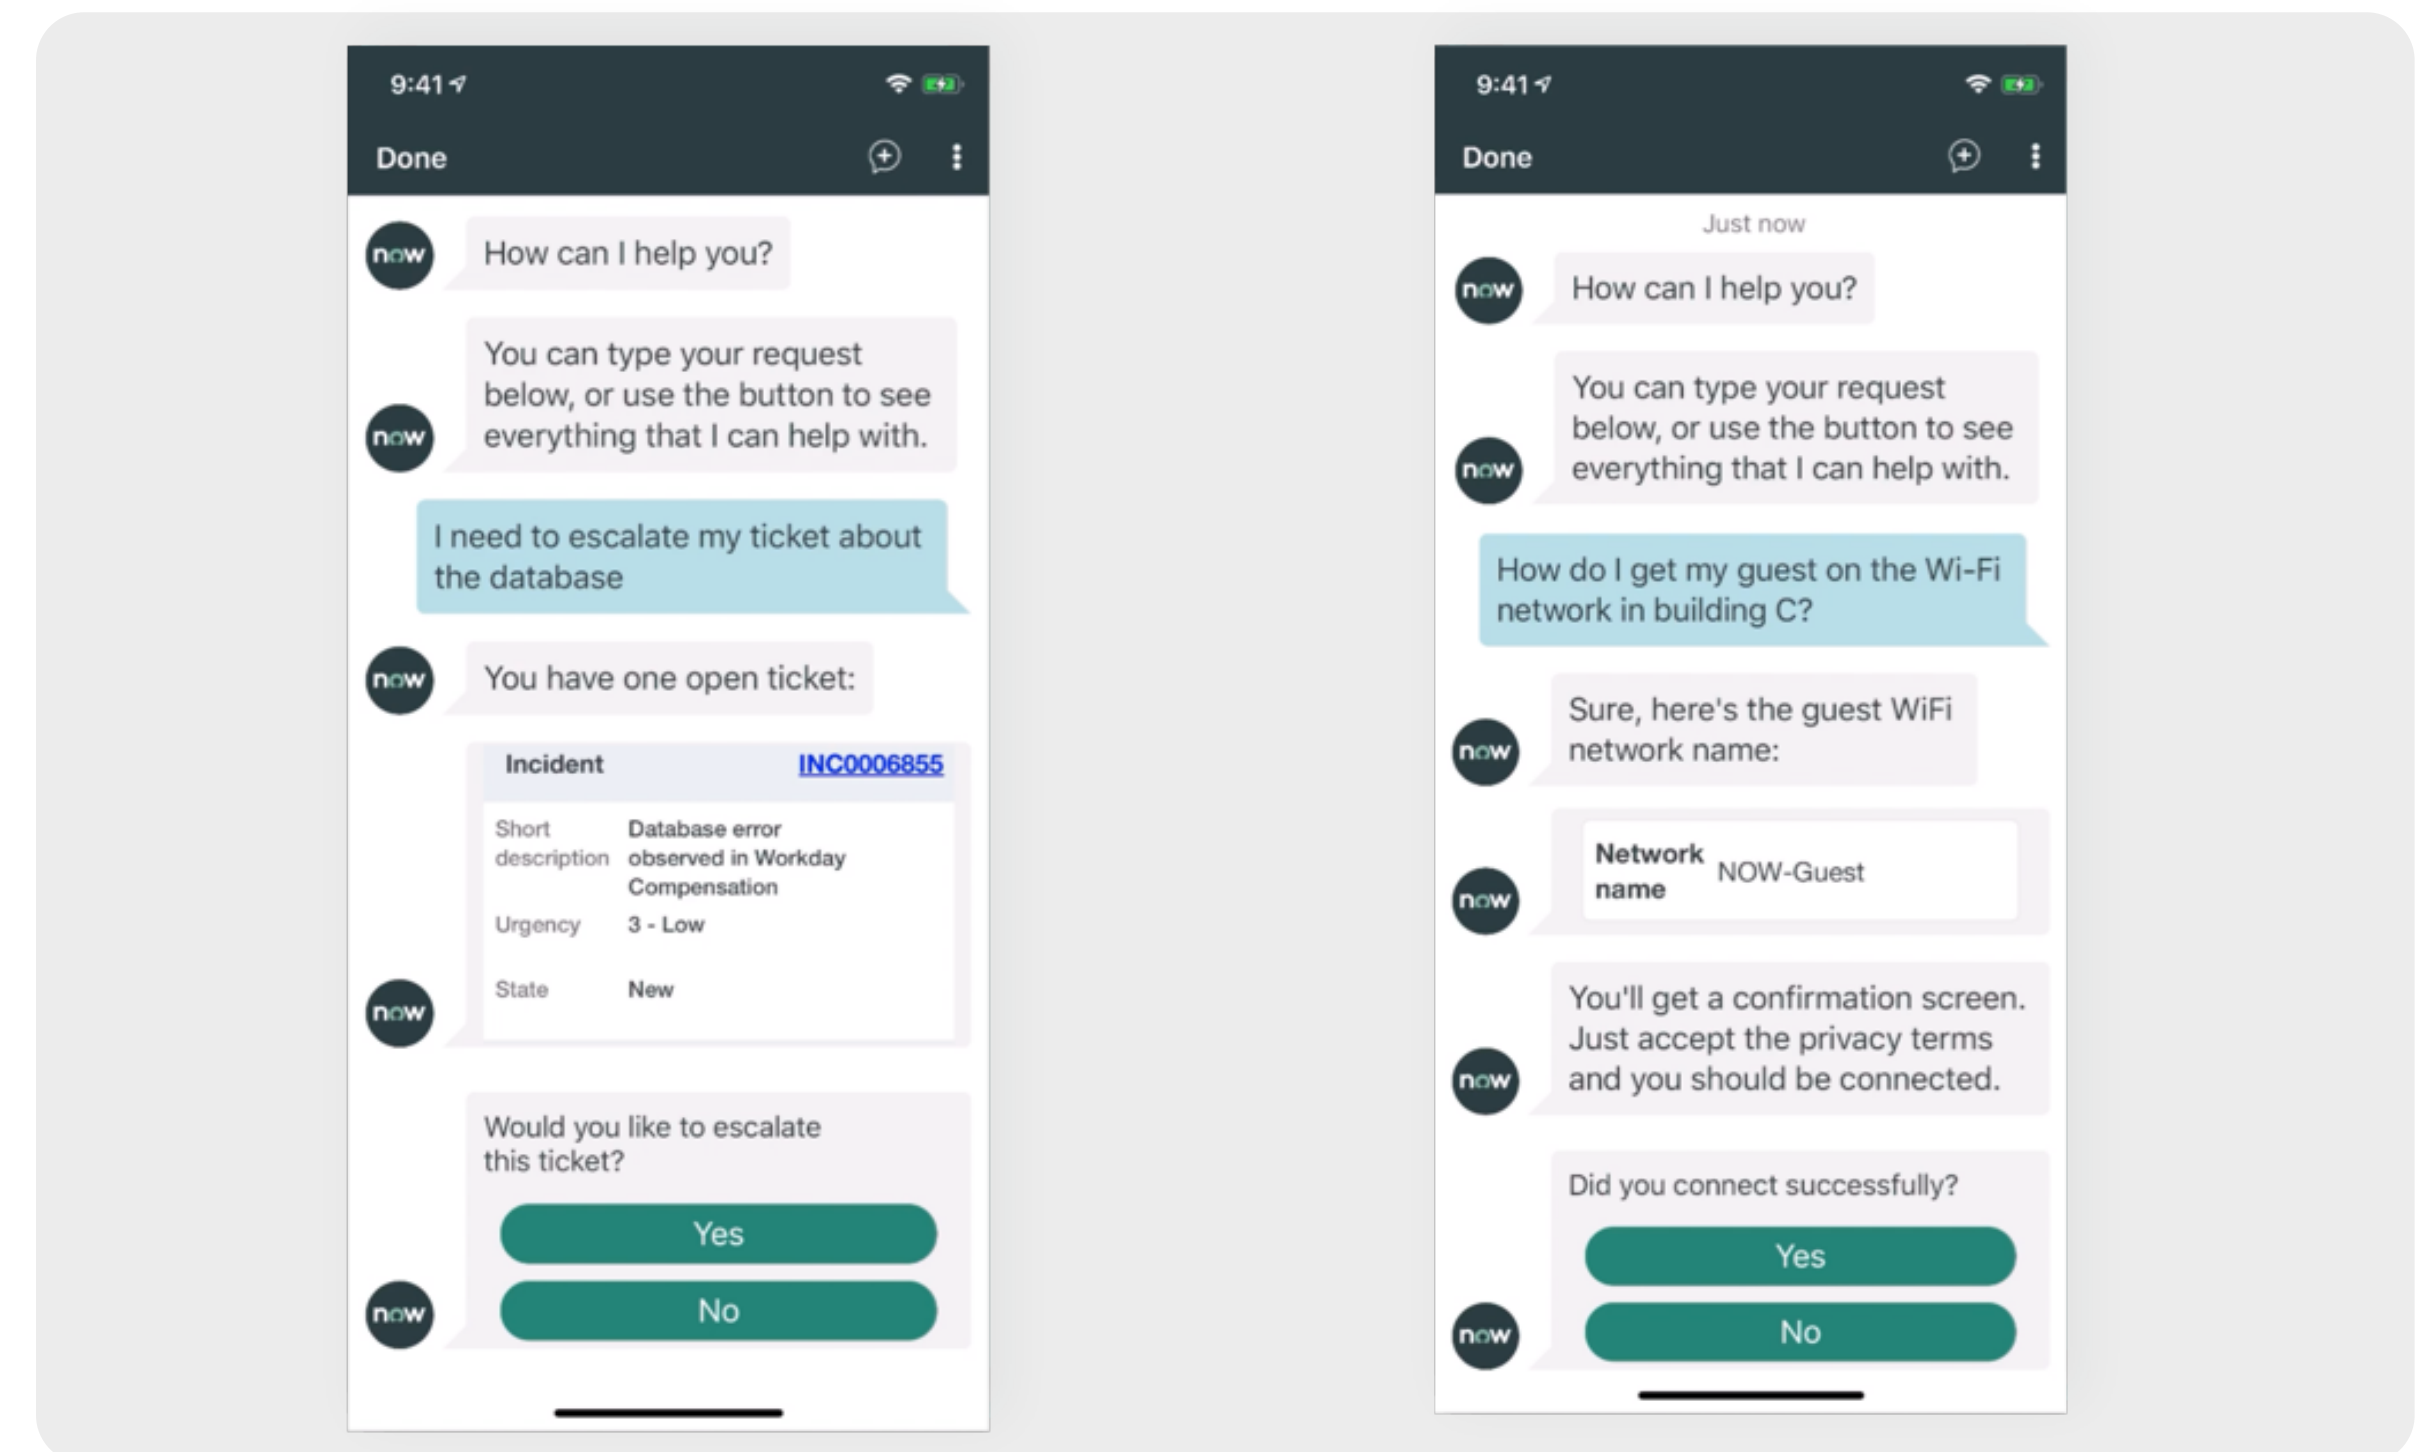 9:41
Done
now
How can I help you?
You can type your request
below, or use the button to see
everything that I can help with.
now
I need to escalate my ticket about
the database
now
You have one open ticket:
Incident INC0006855
Short description
Database error
observed in Workday
Compensation
Urgency 3 - Low
State New
now
Would you like to escalate
this ticket?
Yes
No
now
9:41
Done
Just now
now
How can I help you?
You can type your request
below, or use the button to see
everything that I can help with.
now
How do I get my guest on the Wi-Fi
network in building C?
Sure, here's the guest WiFi
network name:
now
Network
name
NOW-Guest
now
You'll get a confirmation screen.
Just accept the privacy terms
and you should be connected.
now
Did you connect successfully?
Yes
No
now